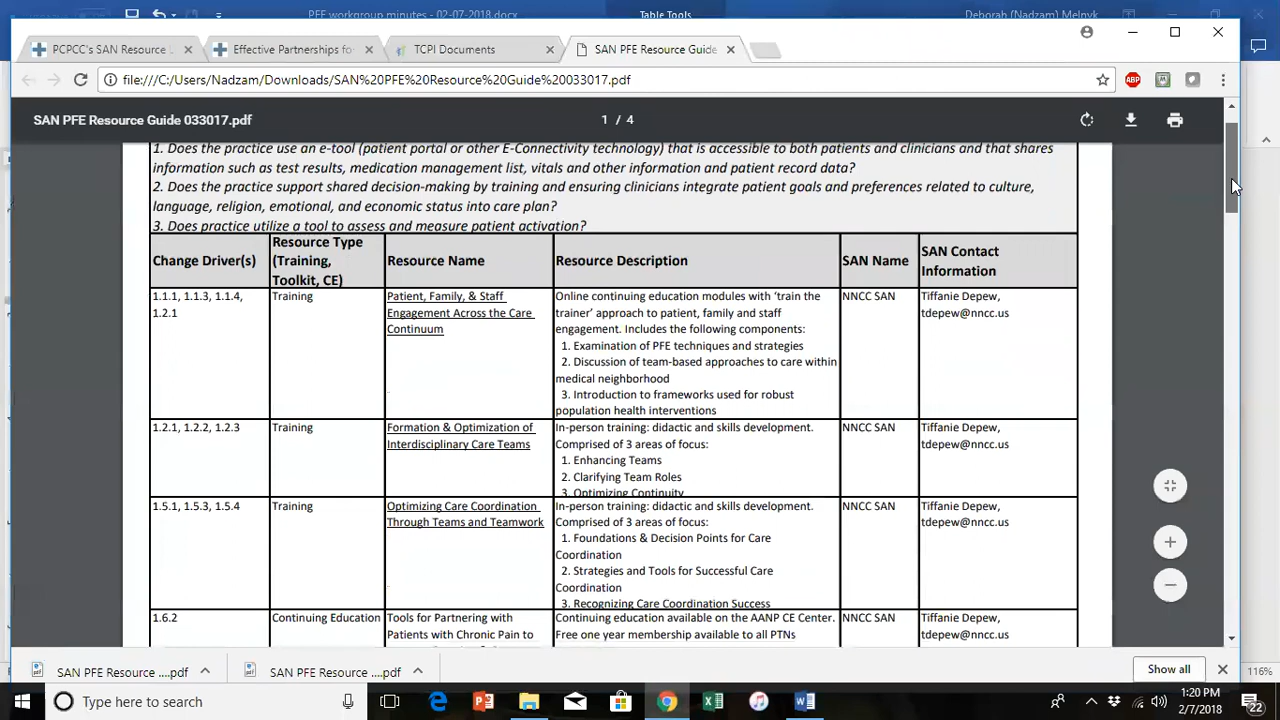 PFE workgroup minutes - 02-07-2018.docx
Table Tools
Deborah (Nadzam) Melnyk
PCPCC's SAN Resource L
Effective Partnerships fo
TCPI Documents
SAN PFE Resource Guide
file:///C:/Users/Nadzam/Downloads/SAN%20PFE%20Resource%20Guide%20033017.pdf
ABP
SAN PFE Resource Guide 033017.pdf
1 / 4
1. Does the practice use an e-tool (patient portal or other E-Connectivity technology) that is accessible to both patients and clinicians and that shares
information such as test results, medication management list, vitals and other information and patient record data?
2. Does the practice support shared decision-making by training and ensuring clinicians integrate patient goals and preferences related to culture,
language, religion, emotional, and economic status into care plan?
3. Does practice utilize a tool to assess and measure patient activation?
Change Driver(s)
Resource Type
(Training,
Toolkit, CE)
Resource Name
Resource Description
SAN Name
SAN Contact
Information
1.1.1, 1.1.3, 1.1.4,
1.2.1
Training
Patient, Family, & Staff
Engagement Across the Care
Continuum
Online continuing education modules with ‘train the
trainer’ approach to patient, family and staff
engagement. Includes the following components:
1. Examination of PFE techniques and strategies
2. Discussion of team-based approaches to care within
medical neighborhood
3. Introduction to frameworks used for robust
population health interventions
NNCC SAN
Tiffanie Depew,
tdepew@nncc.us
1.2.1, 1.2.2, 1.2.3
Training
Formation & Optimization of
Interdisciplinary Care Teams
In-person training: didactic and skills development.
Comprised of 3 areas of focus:
1. Enhancing Teams
2. Clarifying Team Roles
3. Optimizing Continuity
NNCC SAN
Tiffanie Depew,
tdepew@nncc.us
1.5.1, 1.5.3, 1.5.4
Training
Optimizing Care Coordination
Through Teams and Teamwork
In-person training: didactic and skills development.
Comprised of 3 areas of focus:
1. Foundations & Decision Points for Care
Coordination
2. Strategies and Tools for Successful Care
Coordination
3. Recognizing Care Coordination Success
NNCC SAN
Tiffanie Depew,
tdepew@nncc.us
1.6.2
Continuing Education
Tools for Partnering with
Patients with Chronic Pain to
Continuing education available on the AANP CE Center.
Free one year membership available to all PTNs
NNCC SAN
Tiffanie Depew,
tdepew@nncc.us
SAN PFE Resource ....pdf
SAN PFE Resource ....pdf
Show all
116%
Type here to search
1:20 PM
2/7/2018
22